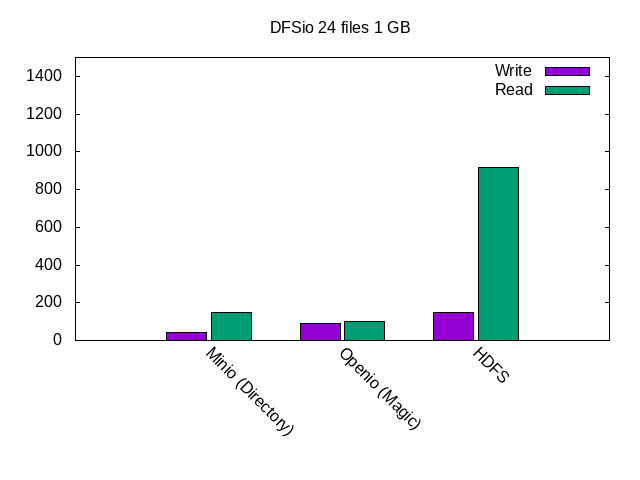 DFSio 24 files 1 GB
Write
Read
1400
1200
1000
800
600
400
200
0
Minio (Directory)
Openio (Magic)
HDFS